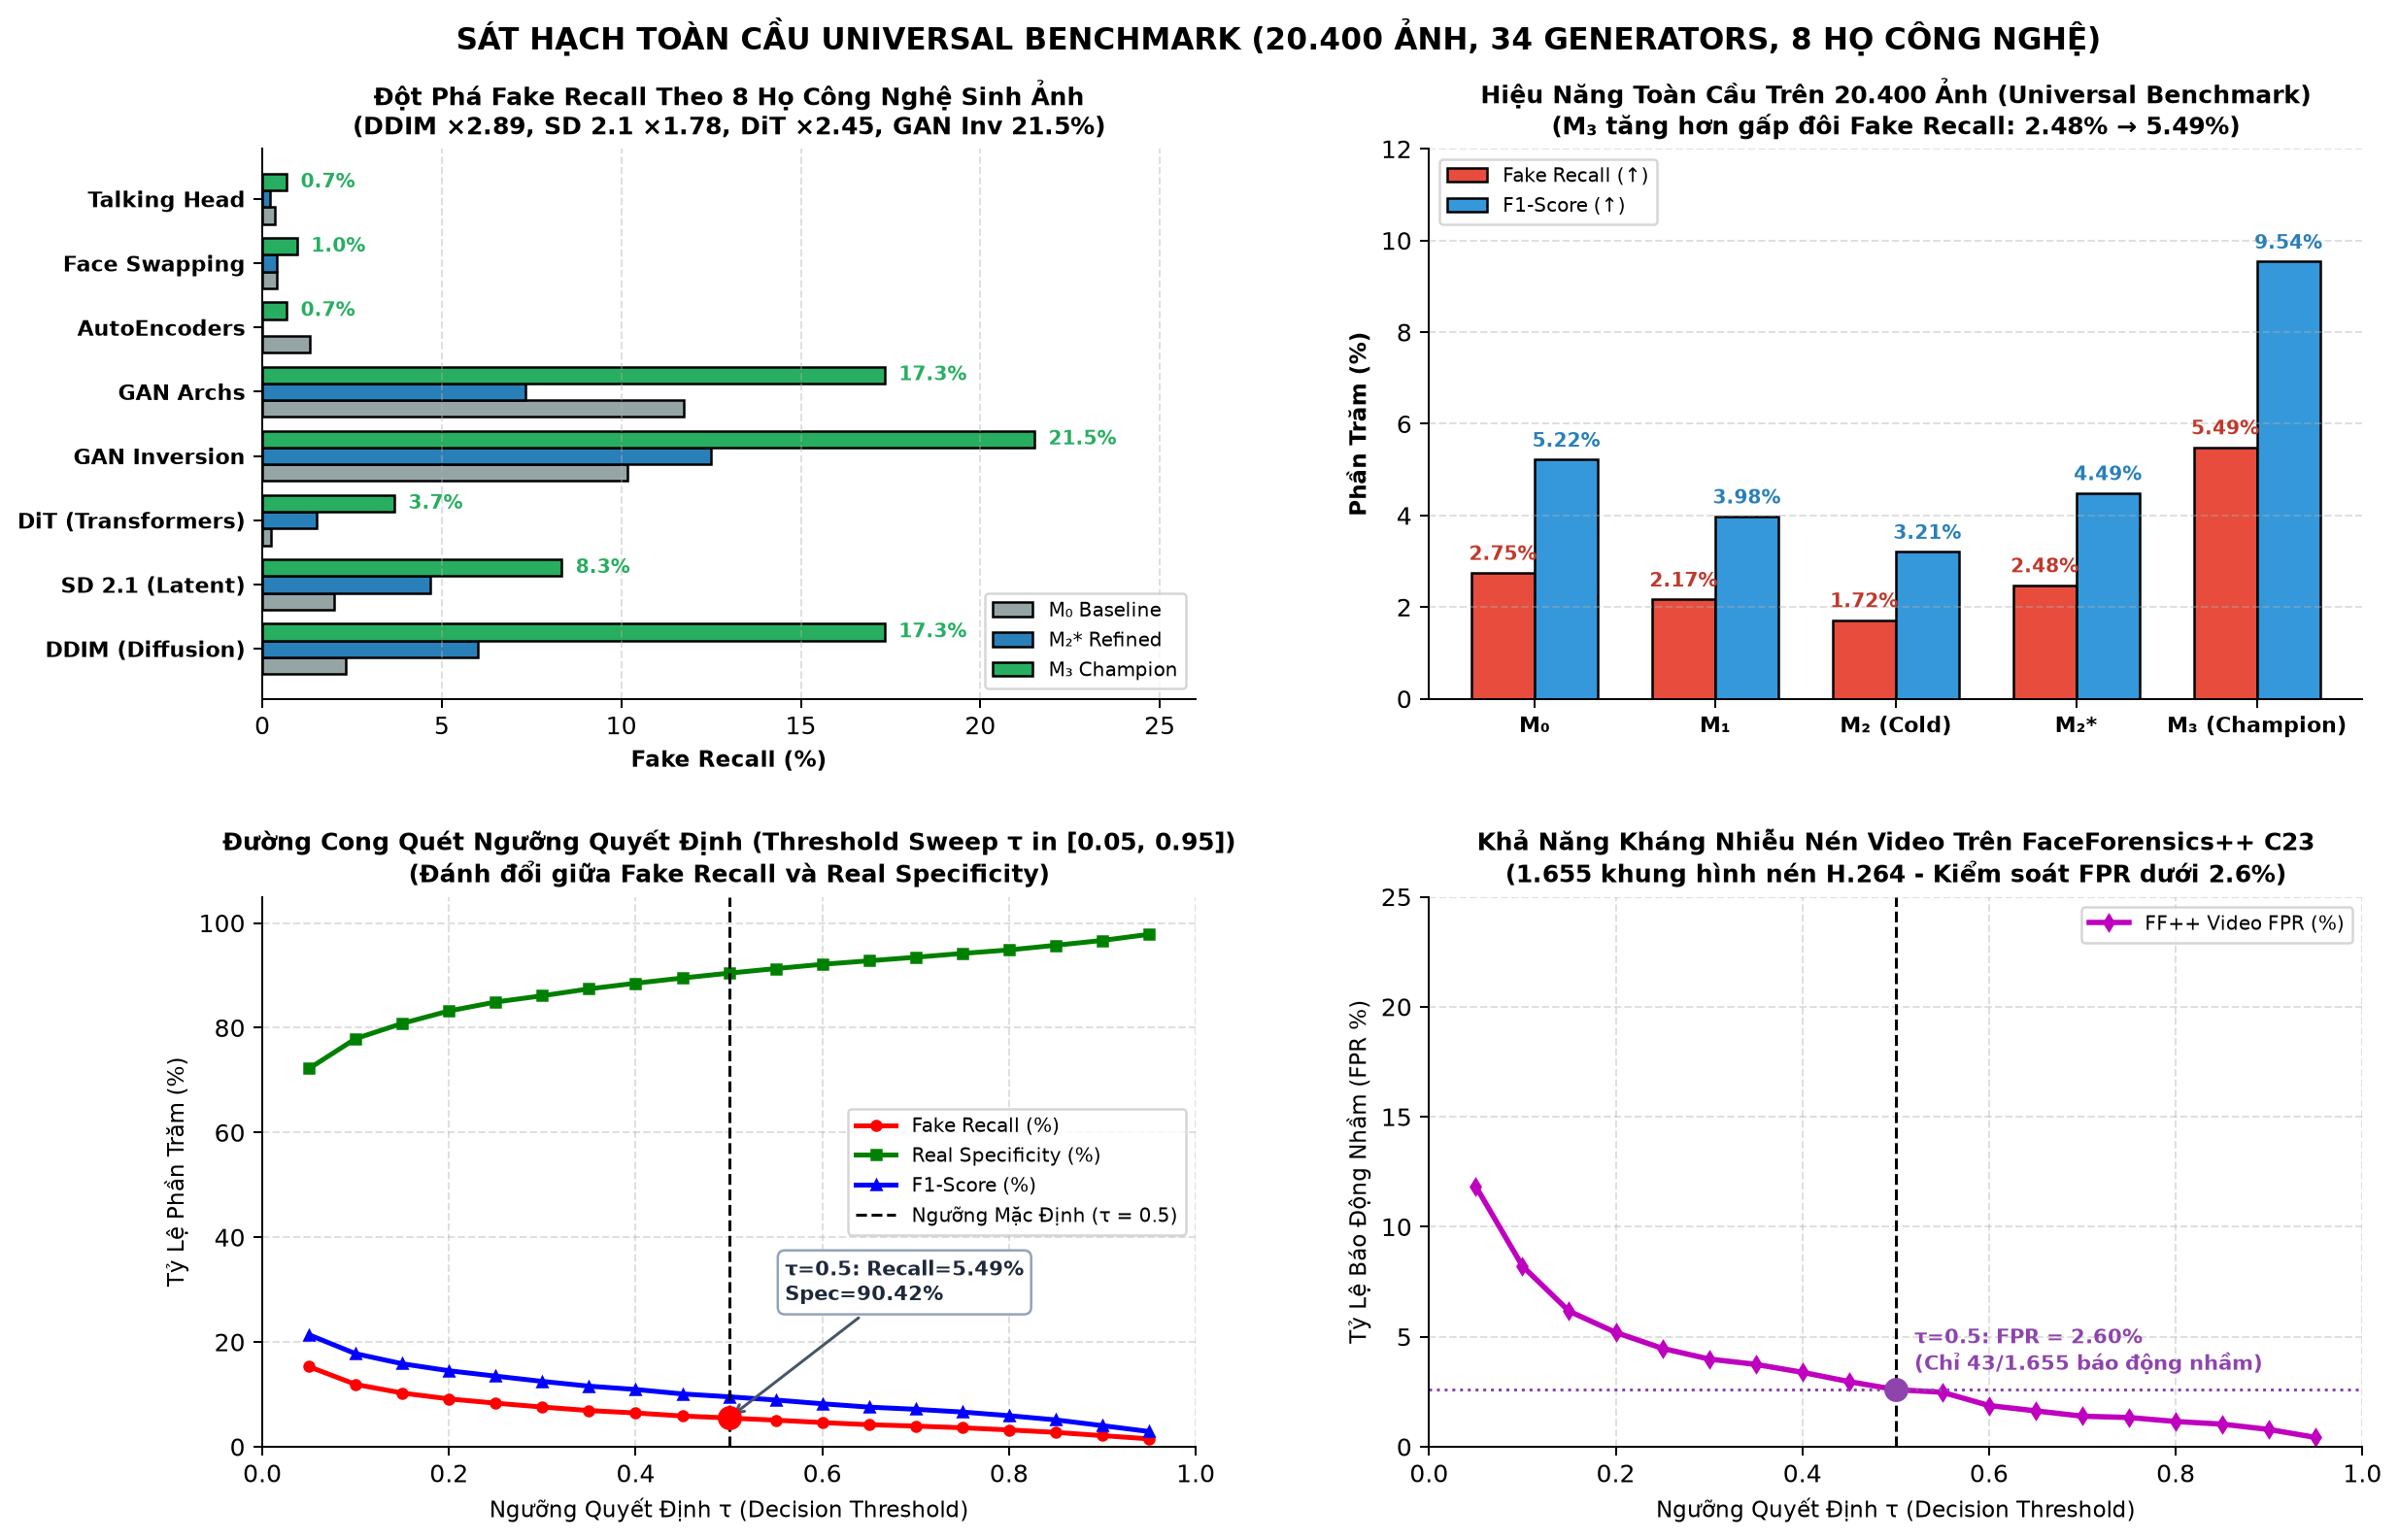 SÁT HẠCH TOÀN CẦU UNIVERSAL BENCHMARK (20.400 ẢNH, 34 GENERATORS, 8 HỌ CÔNG NGHỆ)
Đột Phá Fake Recall Theo 8 Họ Công Nghệ Sinh Ảnh
(DDIM ×2.89, SD 2.1 ×1.78, DiT ×2.45, GAN Inv 21.5%)
Talking Head
Face Swapping
AutoEncoders
GAN Archs
GAN Inversion
DiT (Transformers)
SD 2.1 (Latent)
DDIM (Diffusion)
0.7%
1.0%
0.7%
17.3%
21.5%
3.7%
8.3%
17.3%
M₀ Baseline
M₂* Refined
M₃ Champion
0 5 10 15 20 25
Fake Recall (%)
Hiệu Năng Toàn Cầu Trên 20.400 Ảnh (Universal Benchmark)
(M₃ tăng hơn gấp đôi Fake Recall: 2.48% → 5.49%)
Phần Trăm (%)
12
10
8
6
4
2
0
Fake Recall (↑)
F1-Score (↑)
2.75% 5.22%
2.17% 3.98%
1.72% 3.21%
2.48% 4.49%
5.49% 9.54%
M₀ M₁ M₂ (Cold) M₂* M₃ (Champion)
Đường Cong Quét Ngưỡng Quyết Định (Threshold Sweep τ in [0.05, 0.95])
(Đánh đổi giữa Fake Recall và Real Specificity)
Tỷ Lệ Phần Trăm (%)
100
80
60
40
20
0
Fake Recall (%)
Real Specificity (%)
F1-Score (%)
Ngưỡng Mặc Định (τ = 0.5)
τ=0.5: Recall=5.49%
Spec=90.42%
0.0 0.2 0.4 0.6 0.8 1.0
Ngưỡng Quyết Định τ (Decision Threshold)
Khả Năng Kháng Nhiễu Nén Video Trên FaceForensics++ C23
(1.655 khung hình nén H.264 - Kiểm soát FPR dưới 2.6%)
Tỷ Lệ Báo Động Nhầm (FPR %)
25
20
15
10
5
0
FF++ Video FPR (%)
τ=0.5: FPR = 2.60%
(Chỉ 43/1.655 báo động nhầm)
0.0 0.2 0.4 0.6 0.8 1.0
Ngưỡng Quyết Định τ (Decision Threshold)